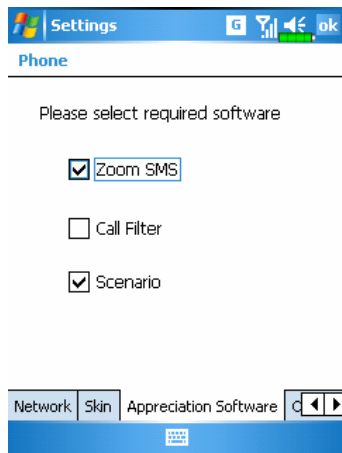 Settings G ok
Phone
Please select required software
Zoom SMS
Call Filter
Scenario
Network Skin Appreciation Software